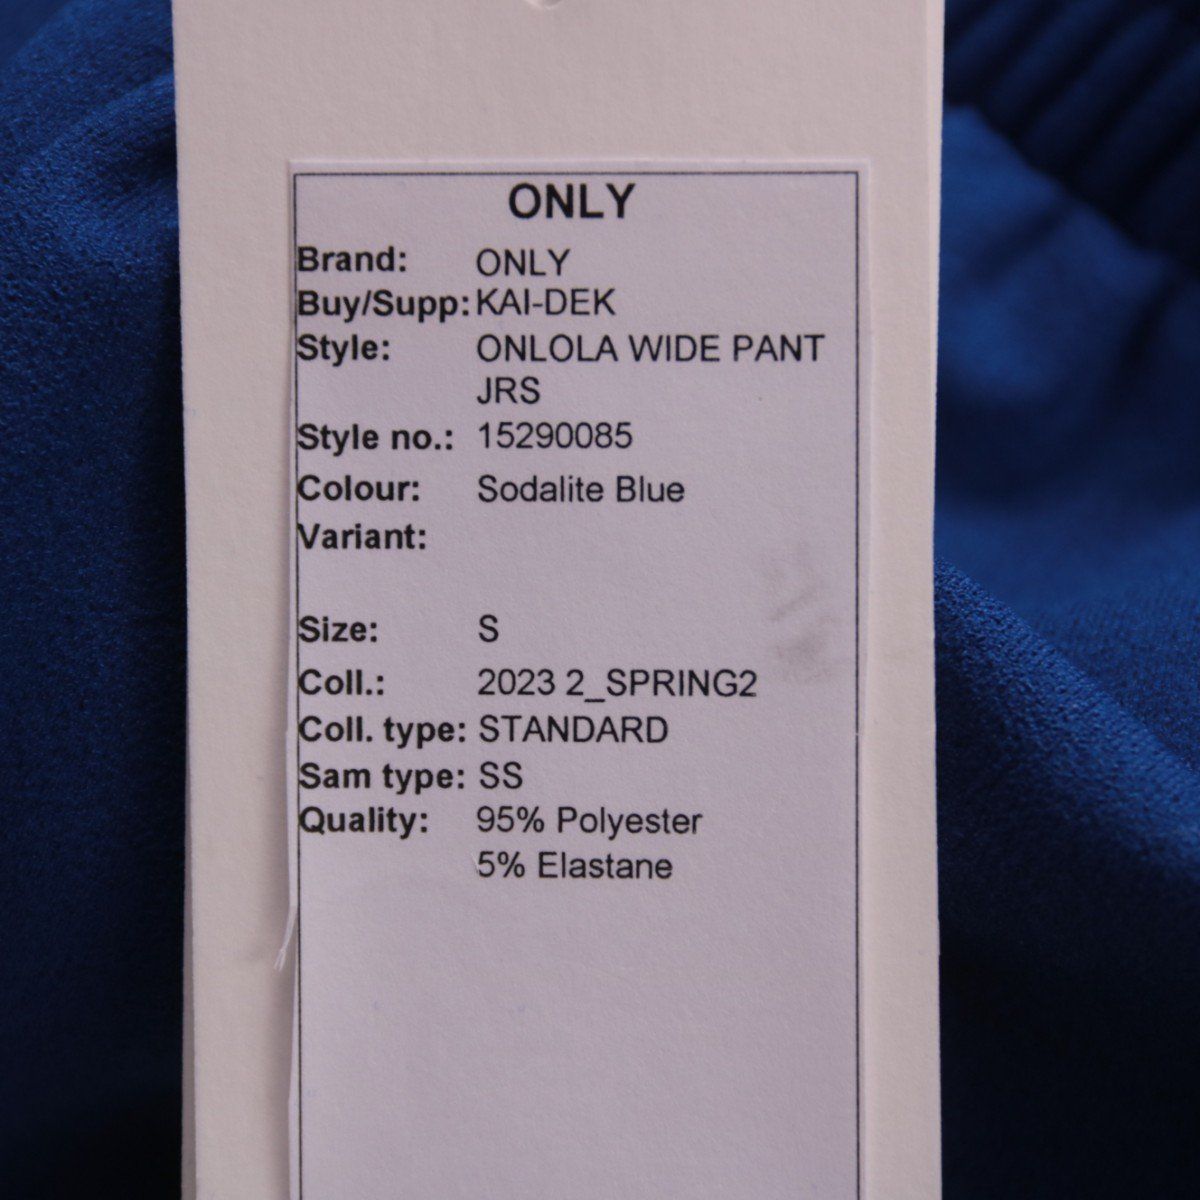 ONLY
Brand: ONLY
Buy/Supp: KAI-DEK
Style: ONLOLA WIDE PANT
JRS
Style no.: 15290085
Colour: Sodalite Blue
Variant:
Size: S
Coll.: 2023 2_SPRING2
Coll. type: STANDARD
Sam type: SS
Quality: 95% Polyester
5% Elastane